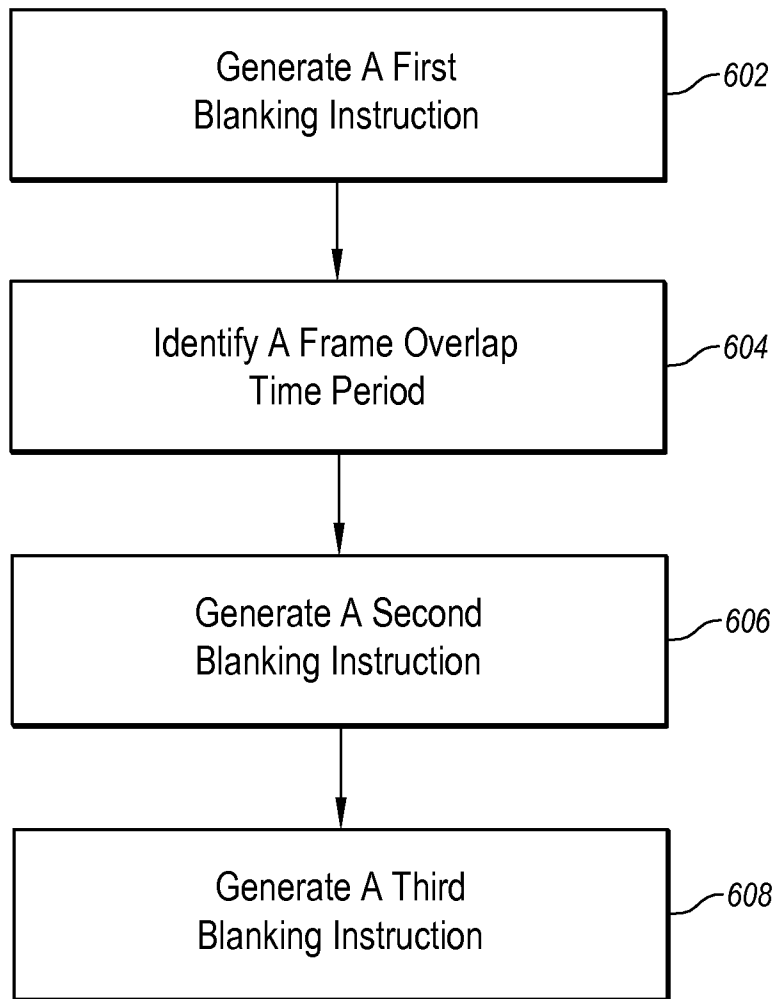 Generate A First
Blanking Instruction
602
Identify A Frame Overlap
Time Period
604
Generate A Second
Blanking Instruction
606
Generate A Third
Blanking Instruction
608